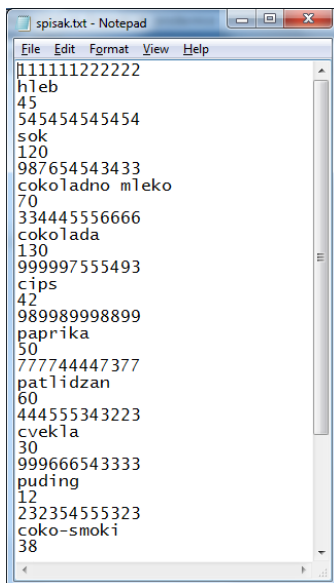 spisak.txt - Notepad
File Edit Format View Help
111111222222
hleb
45
545454545454
sok
120
987654543433
cokoladno mleko
70
334445556666
cokolada
130
999997555493
cips
42
989989998899
paprika
50
777744447377
patlidzan
60
444555343223
cvekla
30
999666543333
puding
12
232354555323
coko-smoki
38